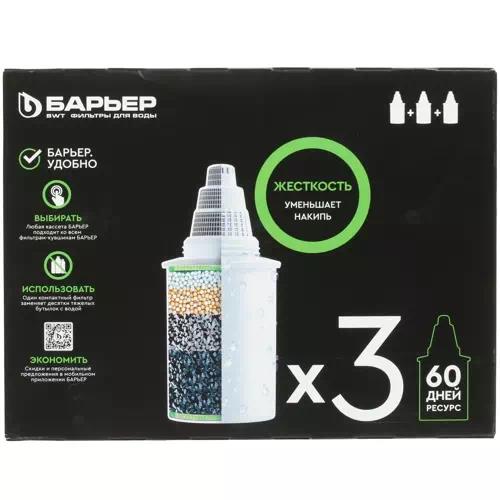 БАРЬЕР
BWT ФИЛЬТРЫ ДЛЯ ВОДЫ
+ +
БАРЬЕР.
УДОБНО
ВЫБИРАТЬ
Любая кассета БАРЬЕР
подходит ко всем
фильтрам-кувшинам БАРЬЕР
ИСПОЛЬЗОВАТЬ
Один компактный фильтр
заменяет десятки тяжелых
бутылок с водой
ЭКОНОМИТЬ
Скидки и персональные
предложения в мобильном
приложении БАРЬЕР
ЖЕСТКОСТЬ
УМЕНЬШАЕТ
НАКИПЬ
x3
60
ДНЕЙ
РЕСУРС